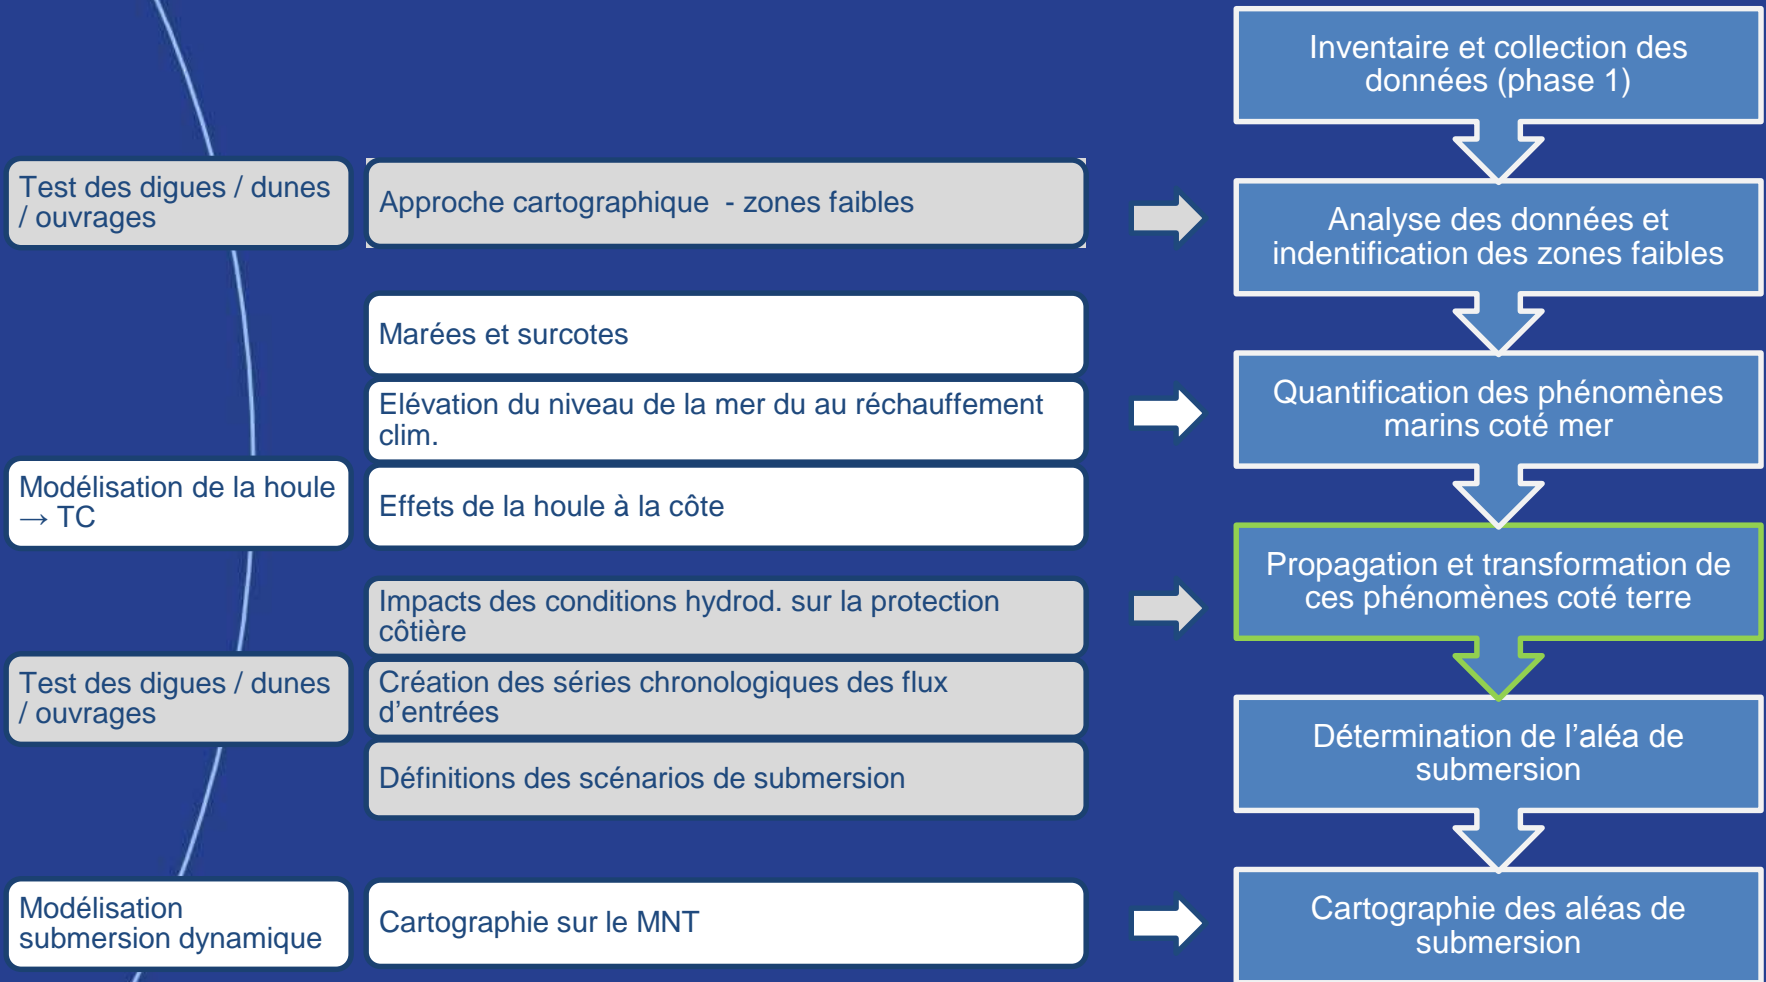 Inventaire et collection des
données (phase 1)
Test des digues / dunes
/ ouvrages
Approche cartographique - zones faibles
Analyse des données et
indentification des zones faibles
Marées et surcotes
Elévation du niveau de la mer du au réchauffement
clim.
Quantification des phénomènes
marins coté mer
Modélisation de la houle
→ TC
Effets de la houle à la côte
Propagation et transformation de
ces phénomènes coté terre
Impacts des conditions hydrod. sur la protection
côtière
Test des digues / dunes
/ ouvrages
Création des séries chronologiques des flux
d’entrées
Définitions des scénarios de submersion
Détermination de l’aléa de
submersion
Modélisation
submersion dynamique
Cartographie sur le MNT
Cartographie des aléas de
submersion